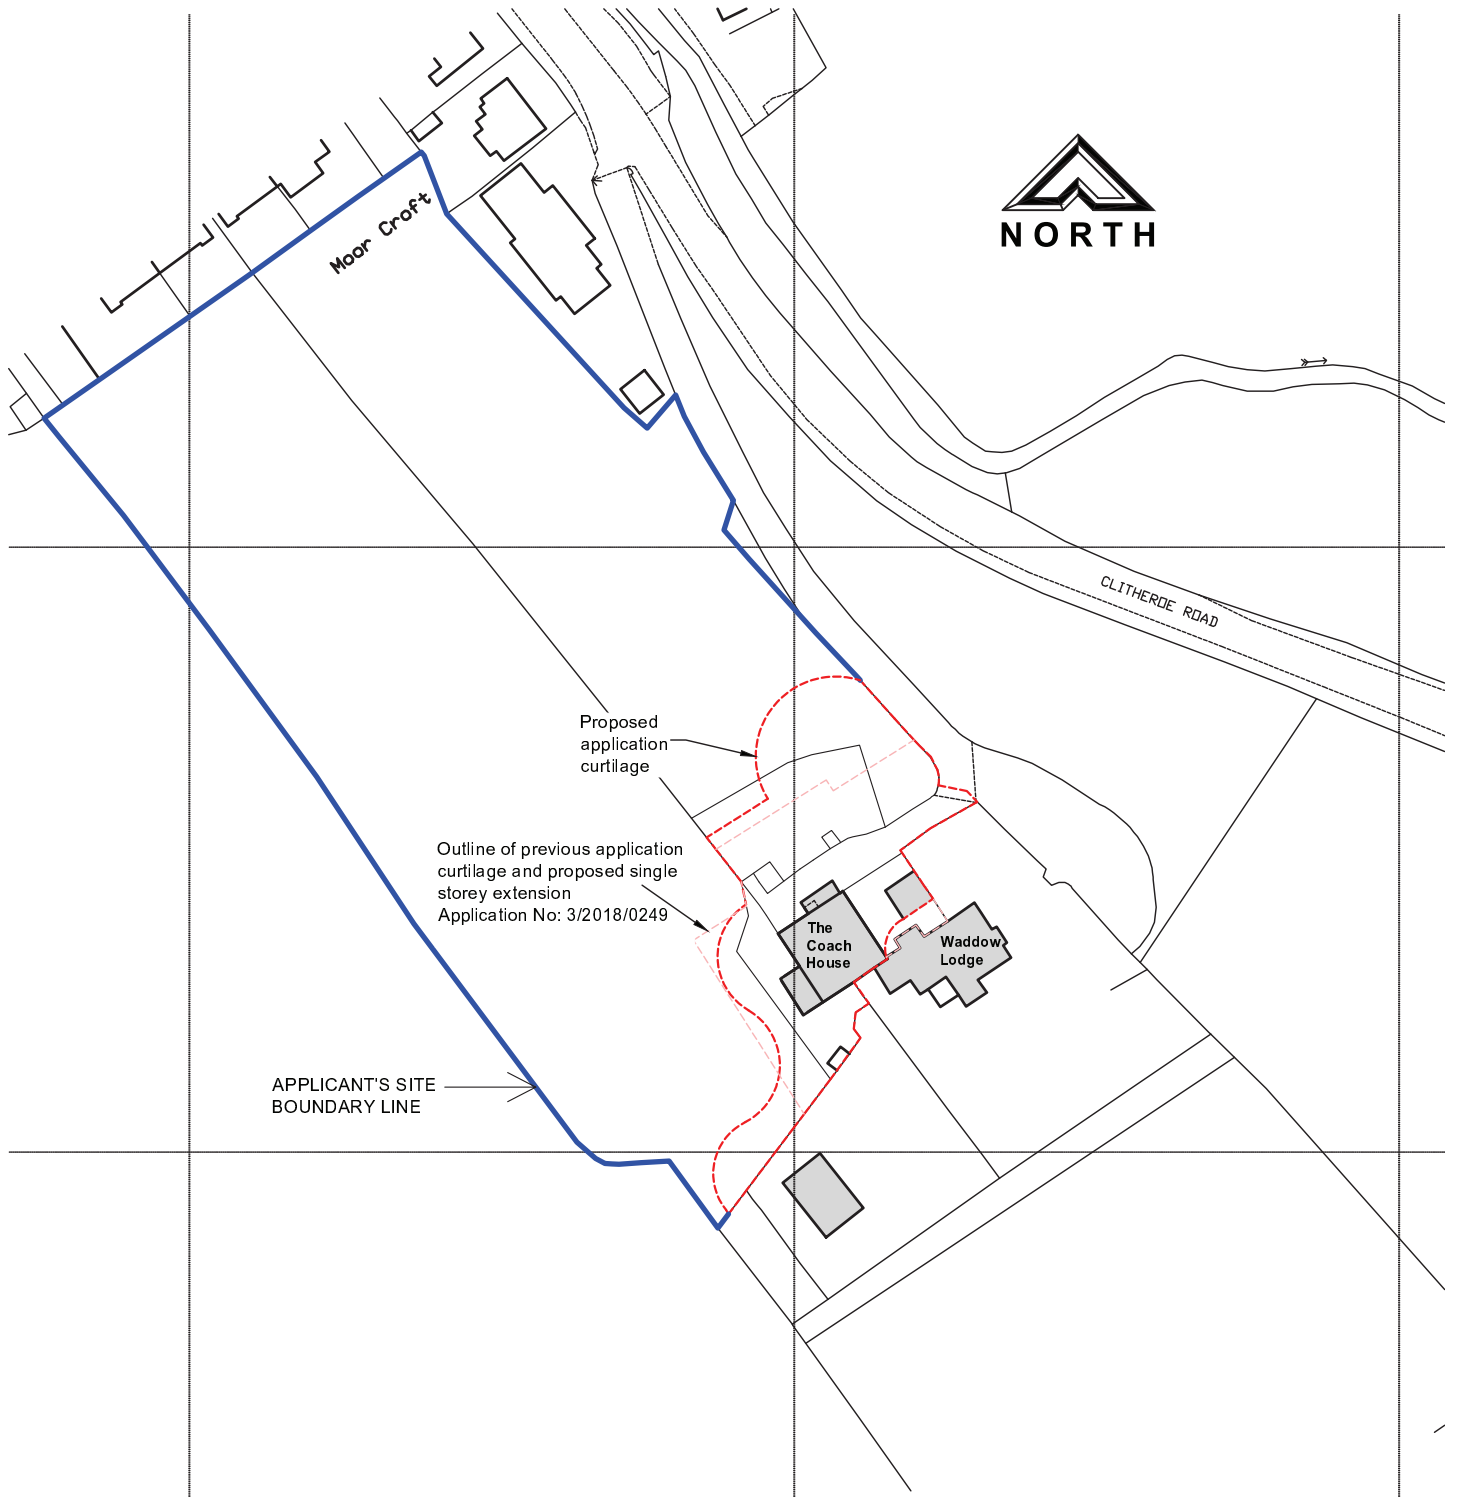 Moor Croft
NORTH
CLITHEROE ROAD
Proposed
application
curtilage
Outline of previous application
curtilage and proposed single
storey extension
Application No: 3/2018/0249
The
Coach
House
Waddow
Lodge
APPLICANT'S SITE
BOUNDARY LINE